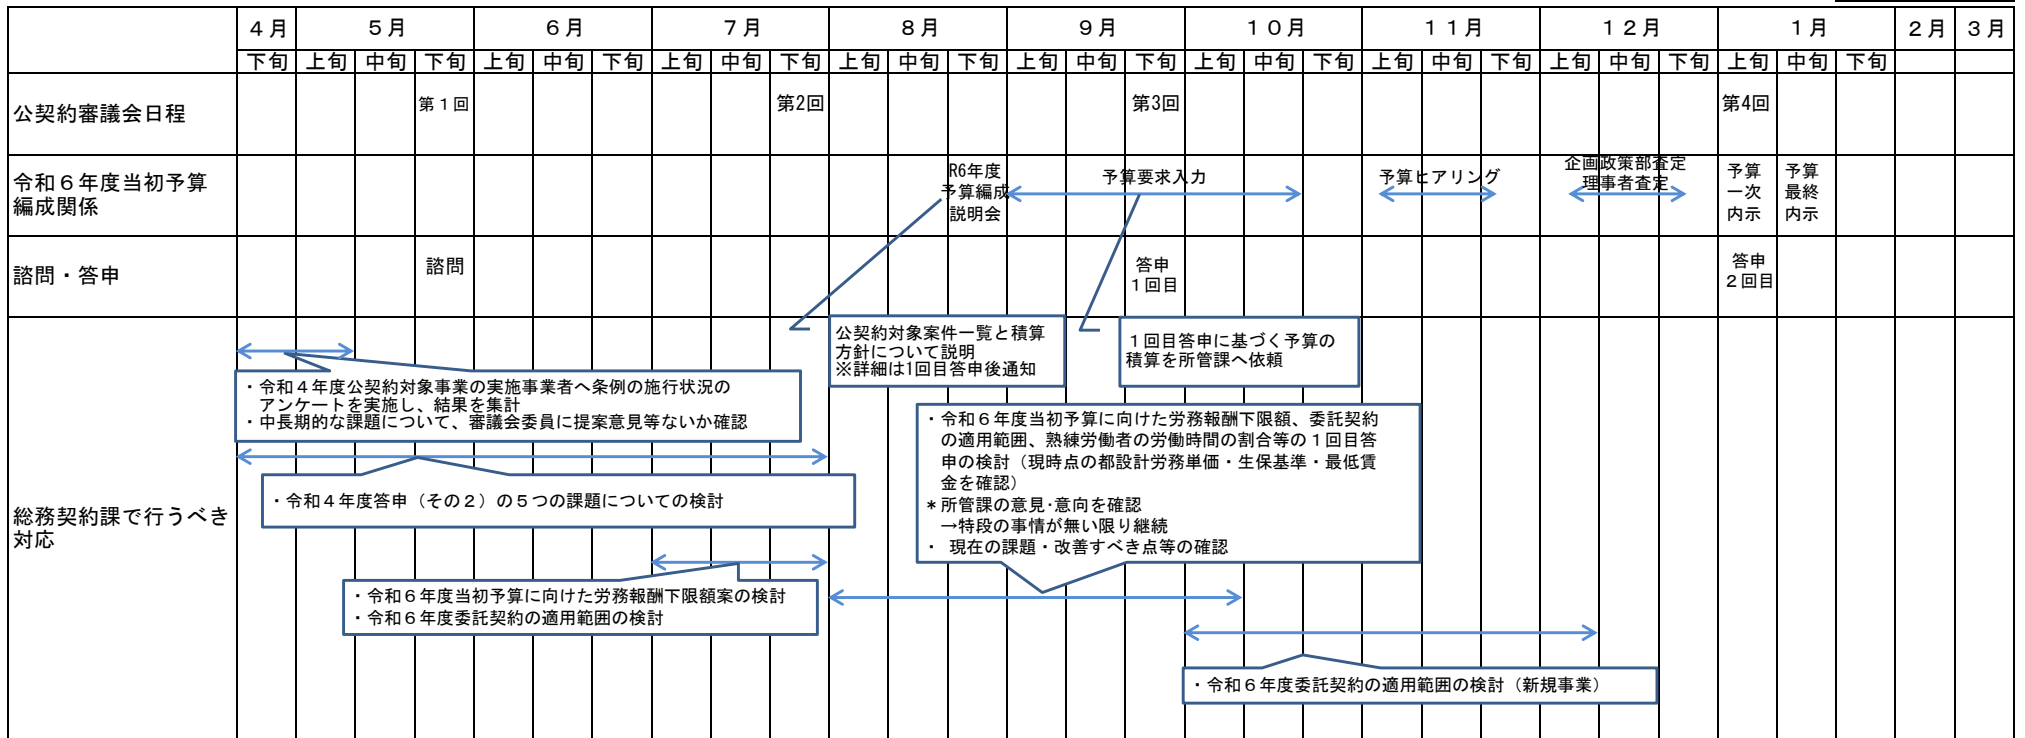 ４月 ５月 ６月 ７月 ８月 ９月 １０月 １１月 １２月 １月 ２月 ３月
下旬 上旬 中旬 下旬 上旬 中旬 下旬 上旬 中旬 下旬 上旬 中旬 下旬 上旬 中旬 下旬 上旬 中旬 下旬 上旬 中旬 下旬 上旬 中旬 下旬 上旬 中旬 下旬
公契約審議会日程
第１回
第2回
第3回
第4回
令和６年度当初予算
編成関係
R6年度
予算編成
説明会
予算要求入力
予算ヒアリング
企画政策部査定
理事者査定
予算
一次
内示
予算
最終
内示
諮問・答申
諮問
答申
１回目
答申
２回目
総務契約課で行うべき
対応
公契約対象案件一覧と積算
方針について説明
※詳細は1回目答申後通知
１回目答申に基づく予算の
積算を所管課へ依頼
・令和４年度公契約対象事業の実施事業者へ条例の施行状況の
アンケートを実施し、結果を集計
・中長期的な課題について、審議会委員に提案意見等ないか確認
・令和４年度答申（その２）の５つの課題についての検討
・令和６年度当初予算に向けた労務報酬下限額、委託契約
の適用範囲、熟練労働者の労働時間の割合等の１回目答
申の検討（現時点の都設計労務単価・生保基準・最低賃
金を確認）
＊所管課の意見･意向を確認
→特段の事情が無い限り継続
・ 現在の課題・改善すべき点等の確認
・令和６年度当初予算に向けた労務報酬下限額案の検討
・令和６年度委託契約の適用範囲の検討
・令和６年度委託契約の適用範囲の検討（新規事業）